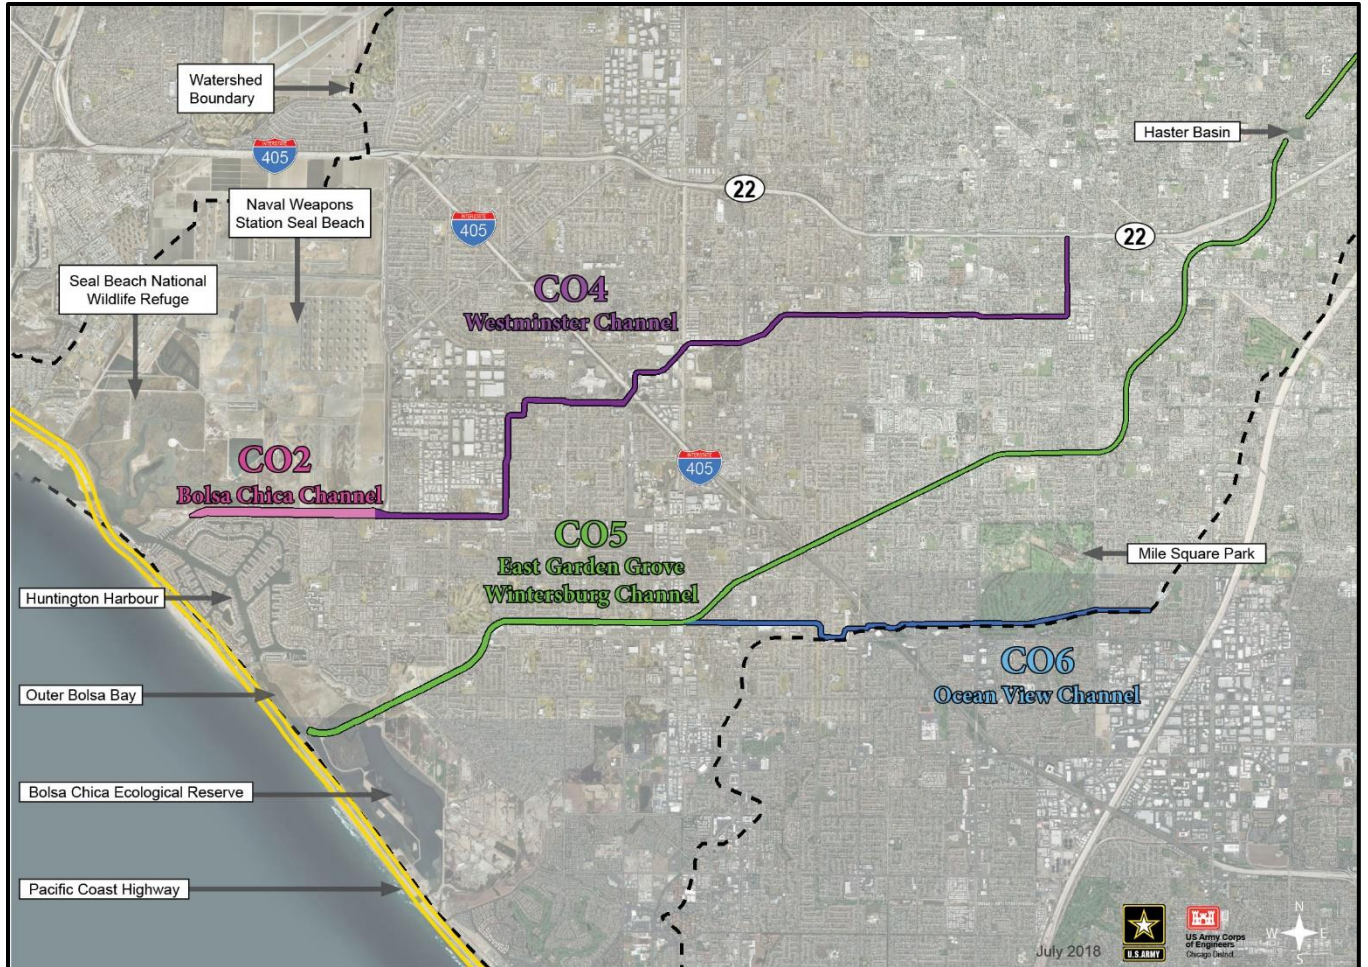 Watershed
Boundary
INTERSTATE
405
Haster Basin
22
Naval Weapons
Station Seal Beach
INTERSTATE
405
22
Seal Beach National
Wildlife Refuge
CO4
Westminster Channel
CO2
Bolsa Chica Channel
INTERSTATE
405
CO5
East Garden Grove
Wintersburg Channel
Mile Square Park
Huntington Harbour
CO6
Ocean View Channel
Outer Bolsa Bay
Bolsa Chica Ecological Reserve
Pacific Coast Highway
July 2018
U.S.ARMY
US Army Corps
of Engineers
Chicago District
N
W E
S